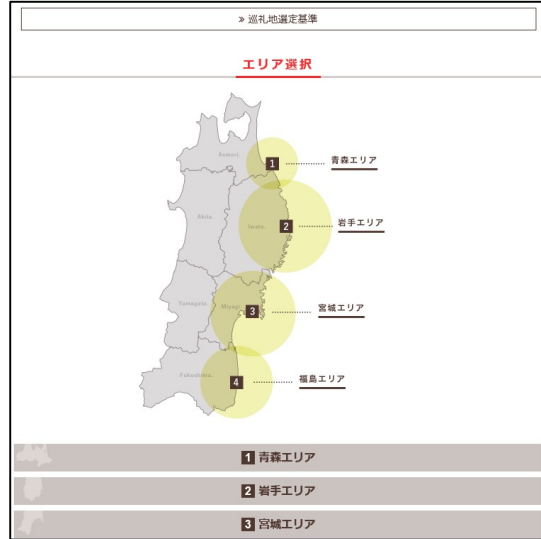 » 巡礼地選定基準
エリア選択
Aomori.
1 青森エリア
Akita.
Iwate.
2 岩手エリア
Yamagata.
Miyagi.
3 宮城エリア
Fukushima.
4 福島エリア
1 青森エリア
2 岩手エリア
3 宮城エリア